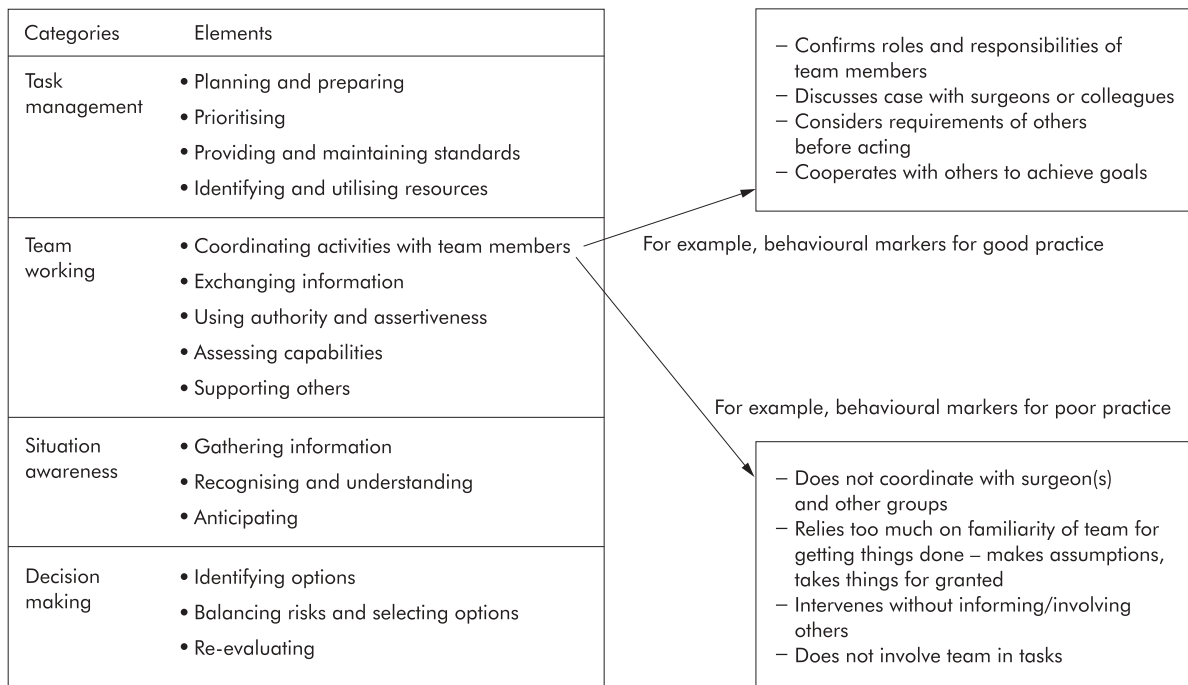 Categories Elements
Task
management
• Planning and preparing
• Prioritising
• Providing and maintaining standards
• Identifying and utilising resources
Team
working
• Coordinating activities with team members
• Exchanging information
• Using authority and assertiveness
• Assessing capabilities
• Supporting others
Situation
awareness
• Gathering information
• Recognising and understanding
• Anticipating
Decision
making
• Identifying options
• Balancing risks and selecting options
• Re-evaluating
– Confirms roles and responsibilities of
team members
– Discusses case with surgeons or colleagues
– Considers requirements of others
before acting
– Cooperates with others to achieve goals
For example, behavioural markers for good practice
For example, behavioural markers for poor practice
– Does not coordinate with surgeon(s)
and other groups
– Relies too much on familiarity of team for
getting things done – makes assumptions,
takes things for granted
– Intervenes without informing/involving
others
– Does not involve team in tasks